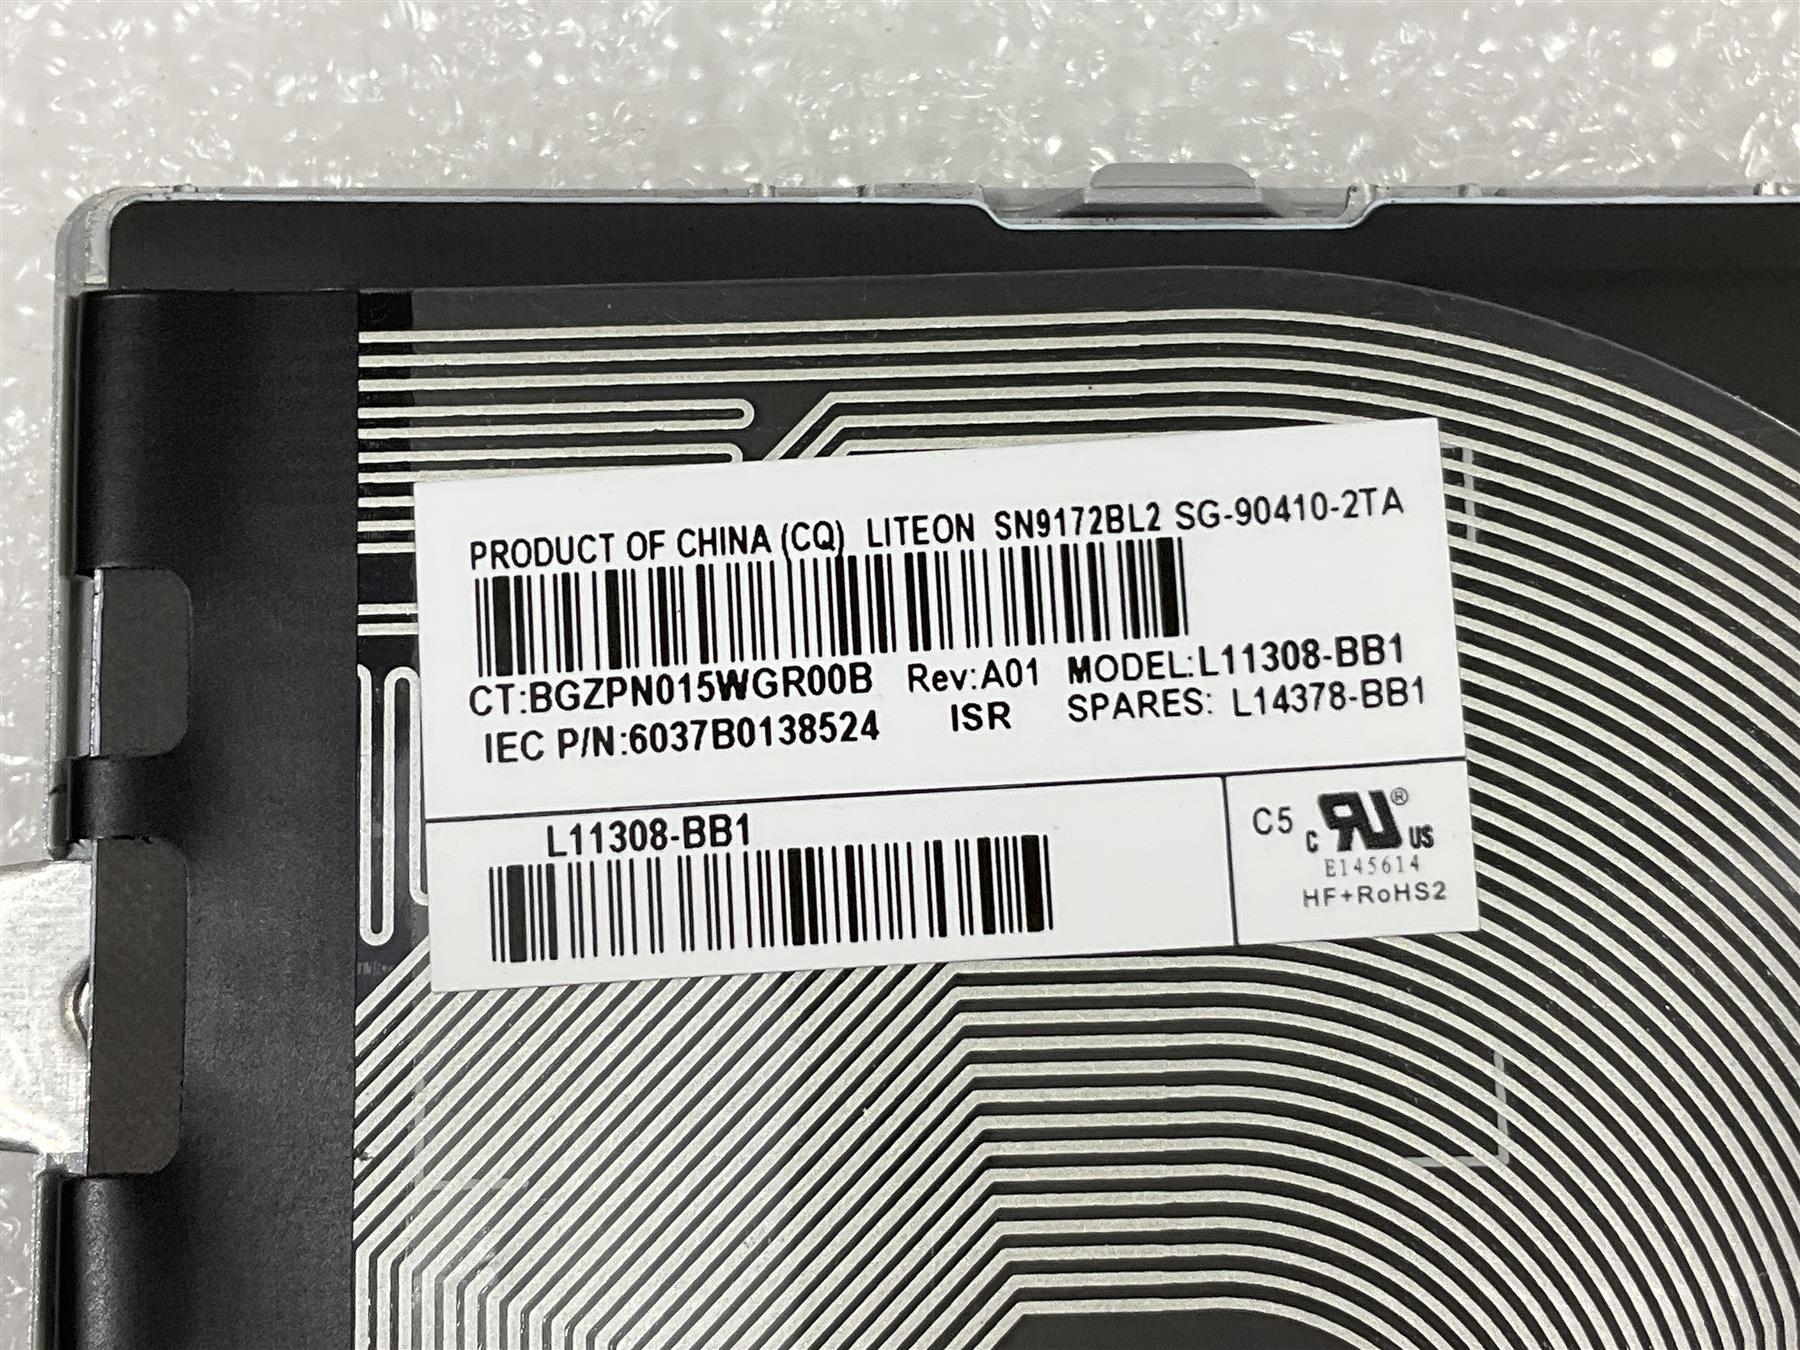 PRODUCT OF CHINA (CQ) LITEON SN9172BL2 SG-90410-2TA
CT:BGZPN015WGR00B Rev:A01 MODEL:L11308-BB1
IEC P/N:6037B0138524 ISR SPARES: L14378-BB1
L11308-BB1
C5 c RU ® US
E145614
HF+RoHS2